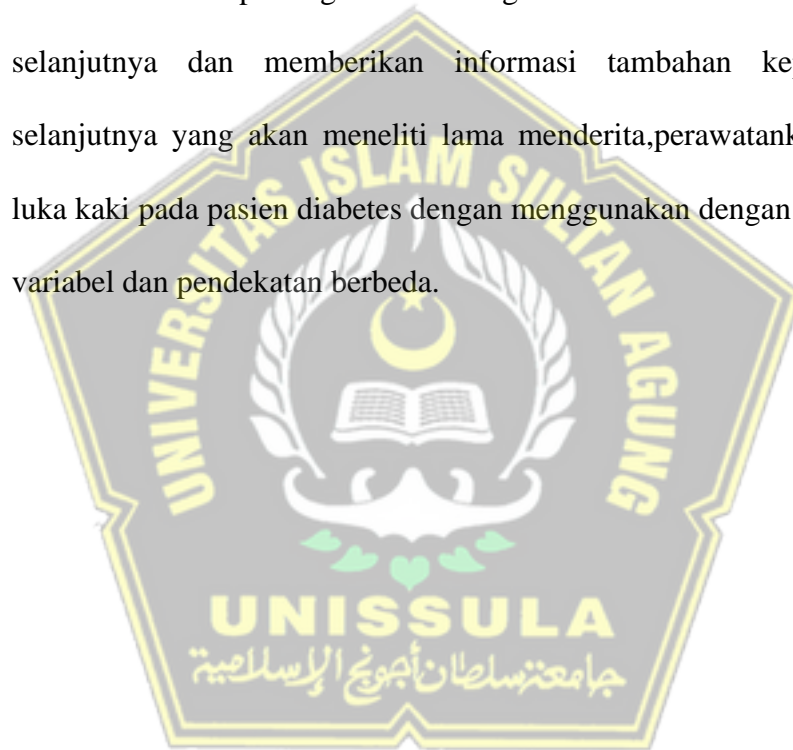 selanjutnya dan memberikan informasi tambahan
selanjutnya yang akan meneliti lama menderita,perawatan
luka kaki pada pasien diabetes dengan menggunakan dengan
variabel dan pendekatan berbeda.
UNIVERSITAS ISLAM SULTAN AGUNG
UNISSULA
جامعة سلطان أجونج الإسلامية